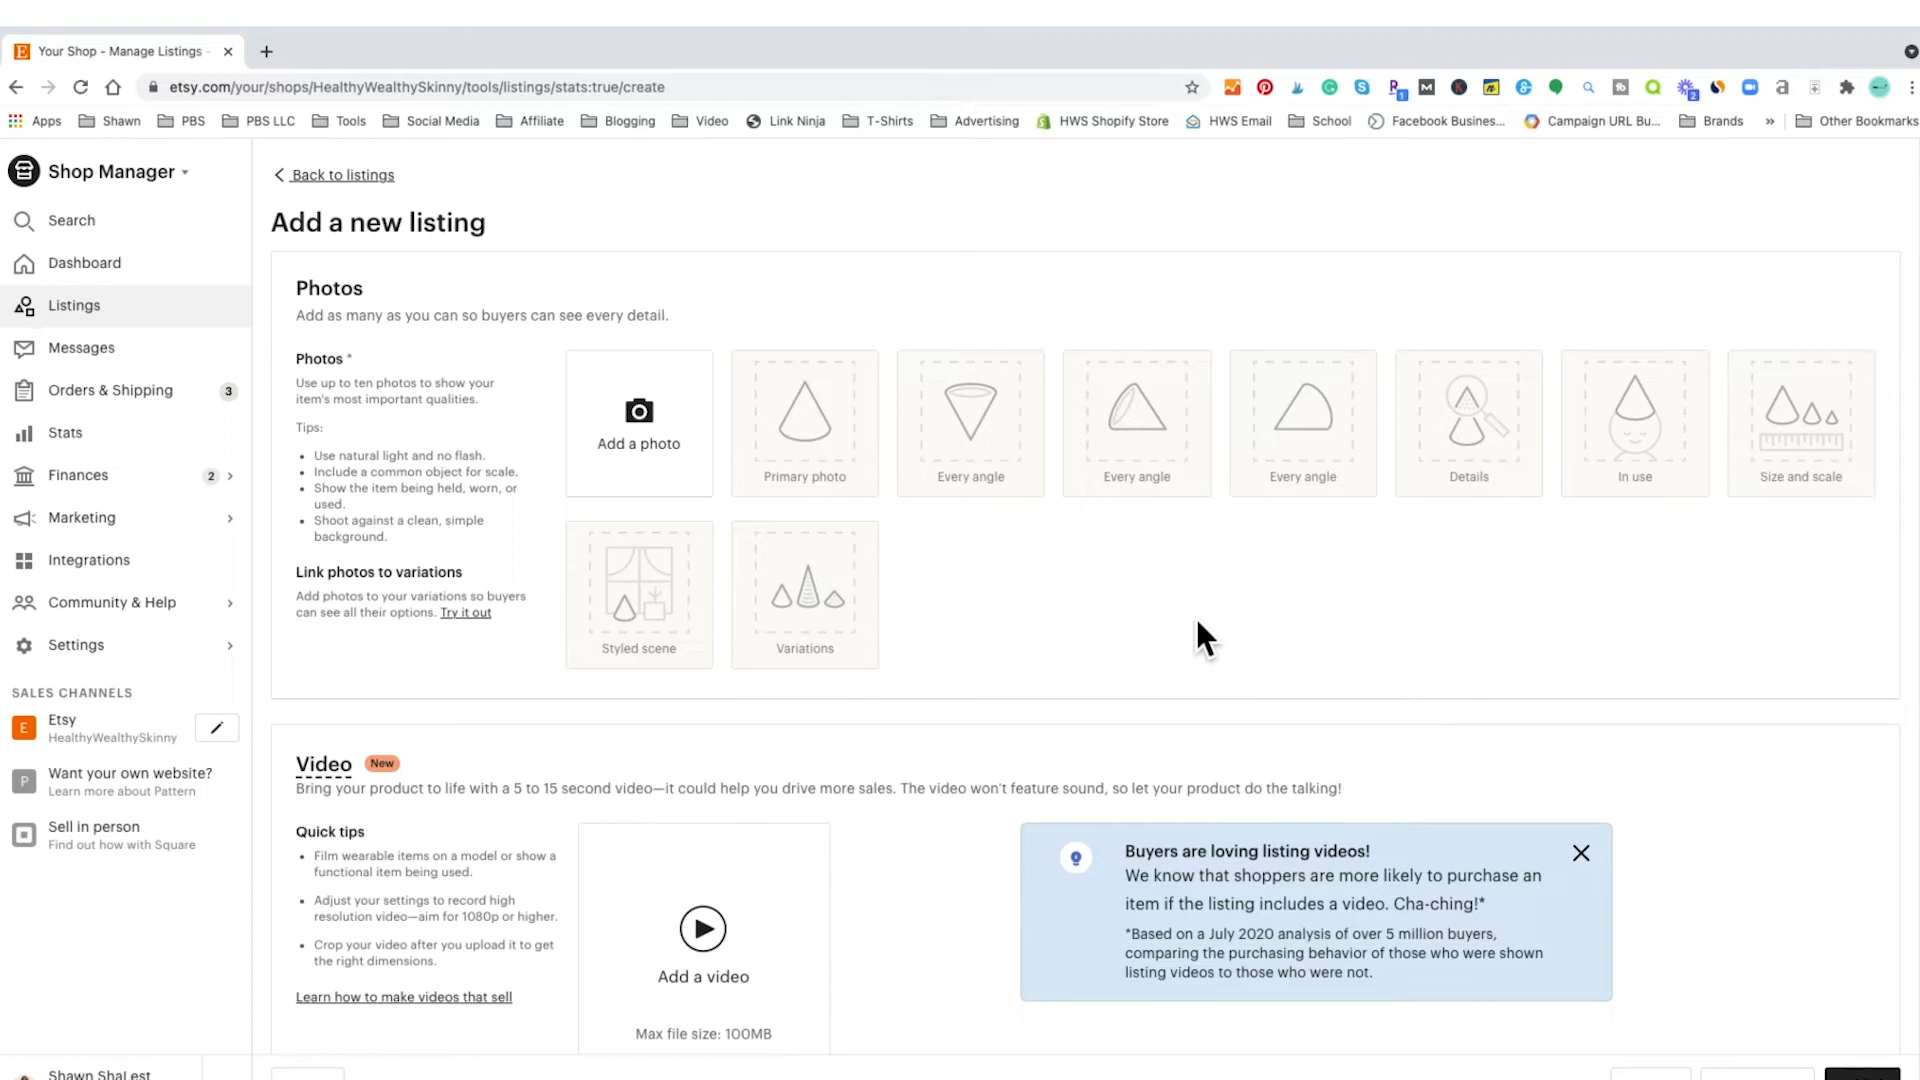 Your Shop - Manage Listings -
etsy.com/your/shops/HealthyWealthySkinny/tools/listings/stats:true/create
Apps Shawn PBS PBS LLC Tools Social Media Affiliate Blogging Video Link Ninja T-Shirts Advertising HWS Shopify Store HWS Email School Facebook Busines... Campaign URL Bu... Brands » Other Bookmarks
Shop Manager
Search
Dashboard
Listings
Messages
Orders & Shipping 3
Stats
Finances 2
Marketing
Integrations
Community & Help
Settings
SALES CHANNELS
E
Etsy
HealthyWealthySkinny
P
Want your own website?
Learn more about Pattern
Sell in person
Find out how with Square
Back to listings
Add a new listing
Photos
Add as many as you can so buyers can see every detail.
Photos *
Use up to ten photos to show your
item's most important qualities.
Tips:
• Use natural light and no flash.
• Include a common object for scale.
• Show the item being held, worn, or
used.
• Shoot against a clean, simple
background.
Link photos to variations
Add photos to your variations so buyers
can see all their options. Try it out
Add a photo
Primary photo
Every angle
Every angle
Every angle
Details
In use
Size and scale
Styled scene
Variations
Video New
Bring your product to life with a 5 to 15 second video—it could help you drive more sales. The video won't feature sound, so let your product do the talking!
Quick tips
• Film wearable items on a model or show a
functional item being used.
• Adjust your settings to record high
resolution video—aim for 1080p or higher.
• Crop your video after you upload it to get
the right dimensions.
Learn how to make videos that sell
Add a video
Max file size: 100MB
Buyers are loving listing videos!
We know that shoppers are more likely to purchase an
item if the listing includes a video. Cha-ching!*
*Based on a July 2020 analysis of over 5 million buyers,
comparing the purchasing behavior of those who were shown
listing videos to those who were not.